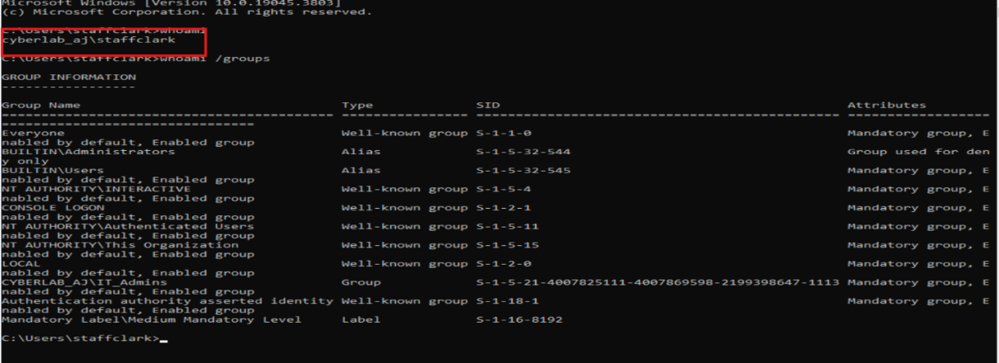 Microsoft Windows [Version 10.0.19045.3803]
(c) Microsoft Corporation. All rights reserved.
C:\Users\staffclark>whoami
cyberlab_aj\staffclark
C:\Users\staffclark>whoami /groups
GROUP INFORMATION
-----------------
Group Name Type SID Attributes
========================================== ================ ============================================== ==================
================================
Everyone Well-known group S-1-1-0 Mandatory group, E
nabled by default, Enabled group
BUILTIN\Administrators Alias S-1-5-32-544 Group used for den
y only
BUILTIN\Users Alias S-1-5-32-545 Mandatory group, E
nabled by default, Enabled group
NT AUTHORITY\INTERACTIVE Well-known group S-1-5-4 Mandatory group, E
nabled by default, Enabled group
CONSOLE LOGON Well-known group S-1-2-1 Mandatory group, E
nabled by default, Enabled group
NT AUTHORITY\Authenticated Users Well-known group S-1-5-11 Mandatory group, E
nabled by default, Enabled group
NT AUTHORITY\This Organization Well-known group S-1-5-15 Mandatory group, E
nabled by default, Enabled group
LOCAL Well-known group S-1-2-0 Mandatory group, E
nabled by default, Enabled group
CYBERLAB_AJ\IT_Admins Group S-1-5-21-4007825111-4007869598-2199398647-1113 Mandatory group, E
nabled by default, Enabled group
Authentication authority asserted identity Well-known group S-1-18-1 Mandatory group, E
nabled by default, Enabled group
Mandatory Label\Medium Mandatory Level Label S-1-16-8192
C:\Users\staffclark>